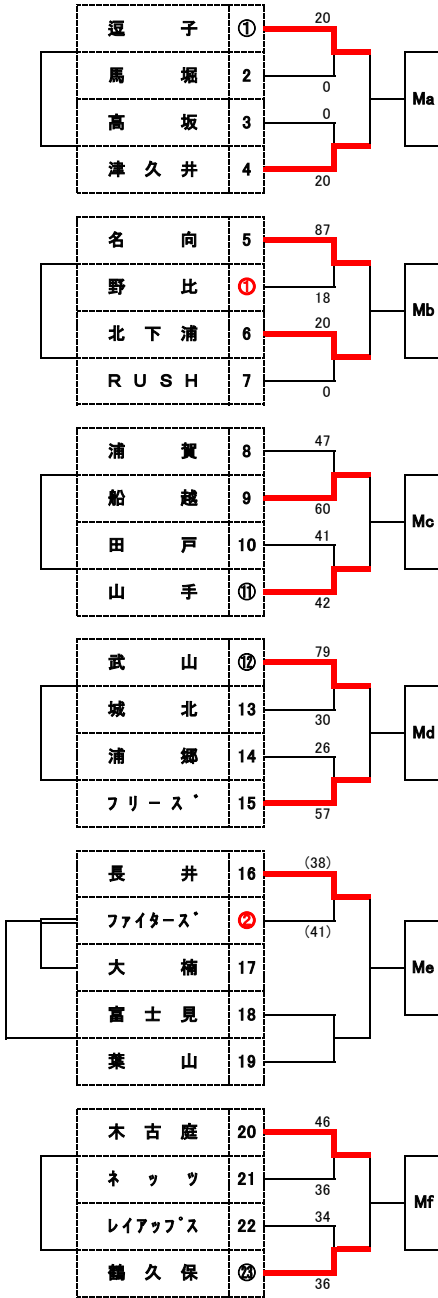 逗子 ① 20
馬堀 2 0
Ma
高坂 3 0
津久井 4 20
名向 5 87
野比 ① 18
Mb
北下浦 6 20
RUSH 7 0
浦賀 8 47
船越 9 60
Mc
田戸 10 41
山手 ⑪ 42
武山 ⑫ 79
城北 13 30
Md
浦郷 14 26
フリーズ 15 57
長井 16 (38)
ファイターズ ② (41)
大楠 17
Me
富士見 18
葉山 19
木古庭 20 46
ネッツ 21 36
Mf
レイアップス 22 34
鶴久保 ㉓ 36